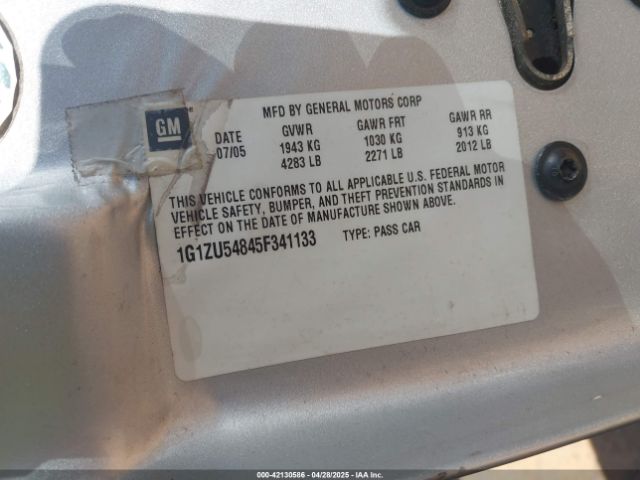 MFD BY GENERAL MOTORS CORP
GM
DATE GVWR GAWR FRT GAWR RR
07/05 1943 KG 1030 KG 913 KG
4283 LB 2271 LB 2012 LB
THIS VEHICLE CONFORMS TO ALL APPLICABLE U.S. FEDERAL MOTOR
VEHICLE SAFETY, BUMPER, AND THEFT PREVENTION STANDARDS IN
EFFECT ON THE DATE OF MANUFACTURE SHOWN ABOVE.
1G1ZU54845F341133 TYPE: PASS CAR
000-42130586 - 04/28/2025 - IAA Inc.